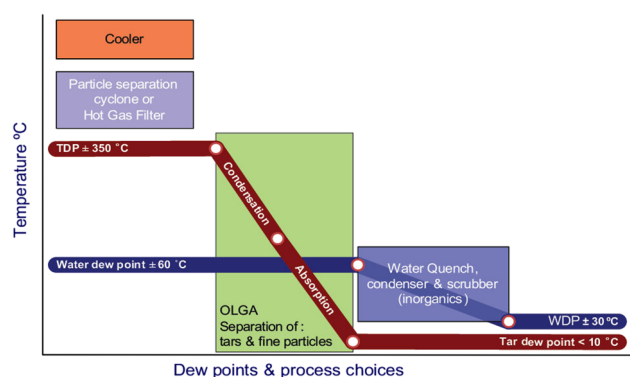 Cooler
Particle separation
cyclone or
Hot Gas Filter
Temperature ºC
TDP ± 350 ˚C
Condensation
Absorption
Water dew point ± 60 ˚C
Water Quench,
condenser & scrubber
(inorganics)
OLGA
Separation of :
tars & fine particles
WDP ± 30 ºC
Tar dew point < 10 ˚C
Dew points & process choices